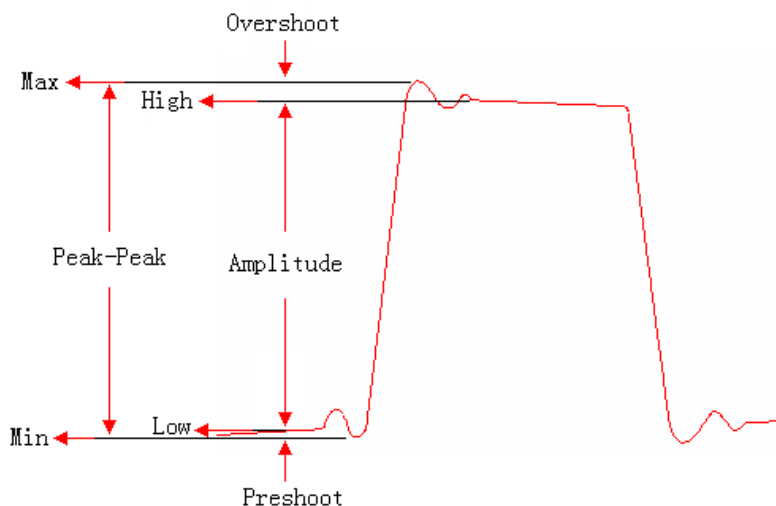 Overshoot
Max
High
Peak-Peak
Amplitude
Low
Min
Preshoot